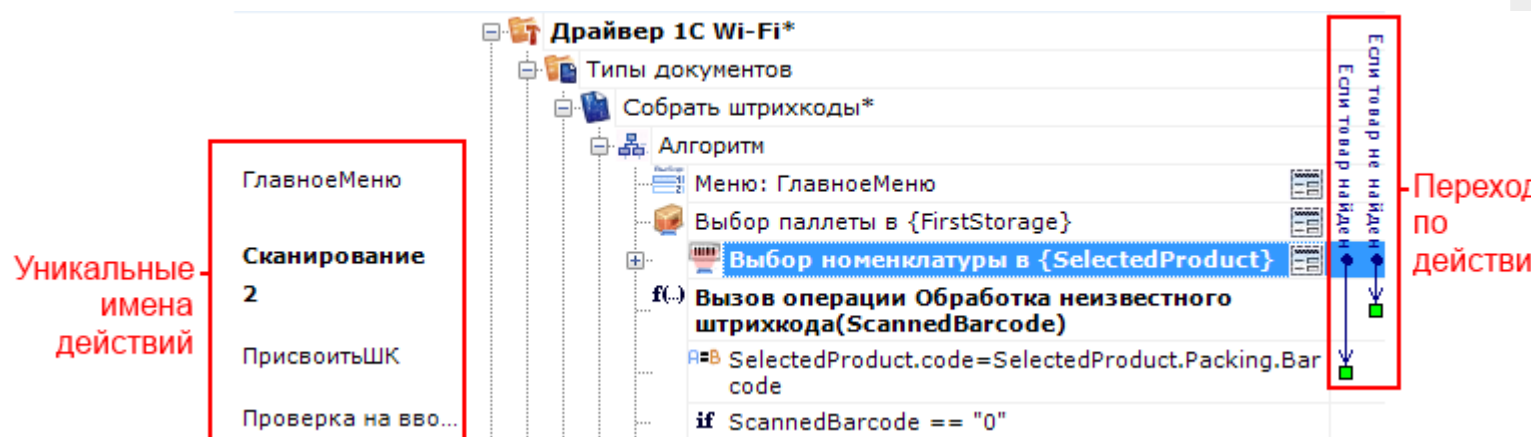 Драйвер 1С Wi-Fi*
Типы документов
Собрать штрихкоды*
Алгоритм
ГлавноеМеню
Меню: ГлавноеМеню
Выбор паллеты в {FirstStorage}
Сканирование
Выбор номенклатуры в {SelectedProduct}
2
f(..) Вызов операции Обработка неизвестного
штрихкода(ScannedBarcode)
ПрисвоитьШК
A=B SelectedProduct.code=SelectedProduct.Packing.Bar
code
Проверка на вво...
if ScannedBarcode == "0"
Уникальные
имена
действий
Если товар найден
Если товар не найден
Переход
по
действи